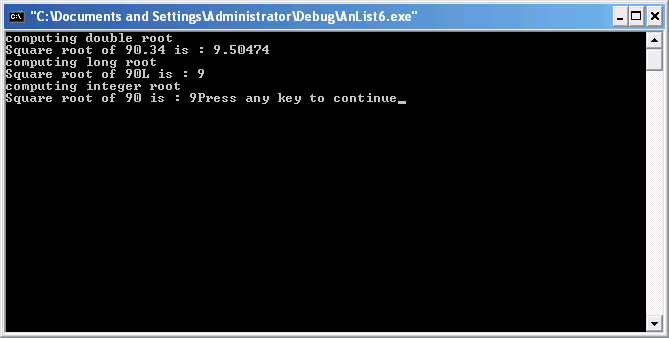 "C:\Documents and Settings\Administrator\Debug\AnList6.exe"
computing double root
Square root of 90.34 is : 9.50474
computing long root
Square root of 90L is : 9
computing integer root
Square root of 90 is : 9Press any key to continue_